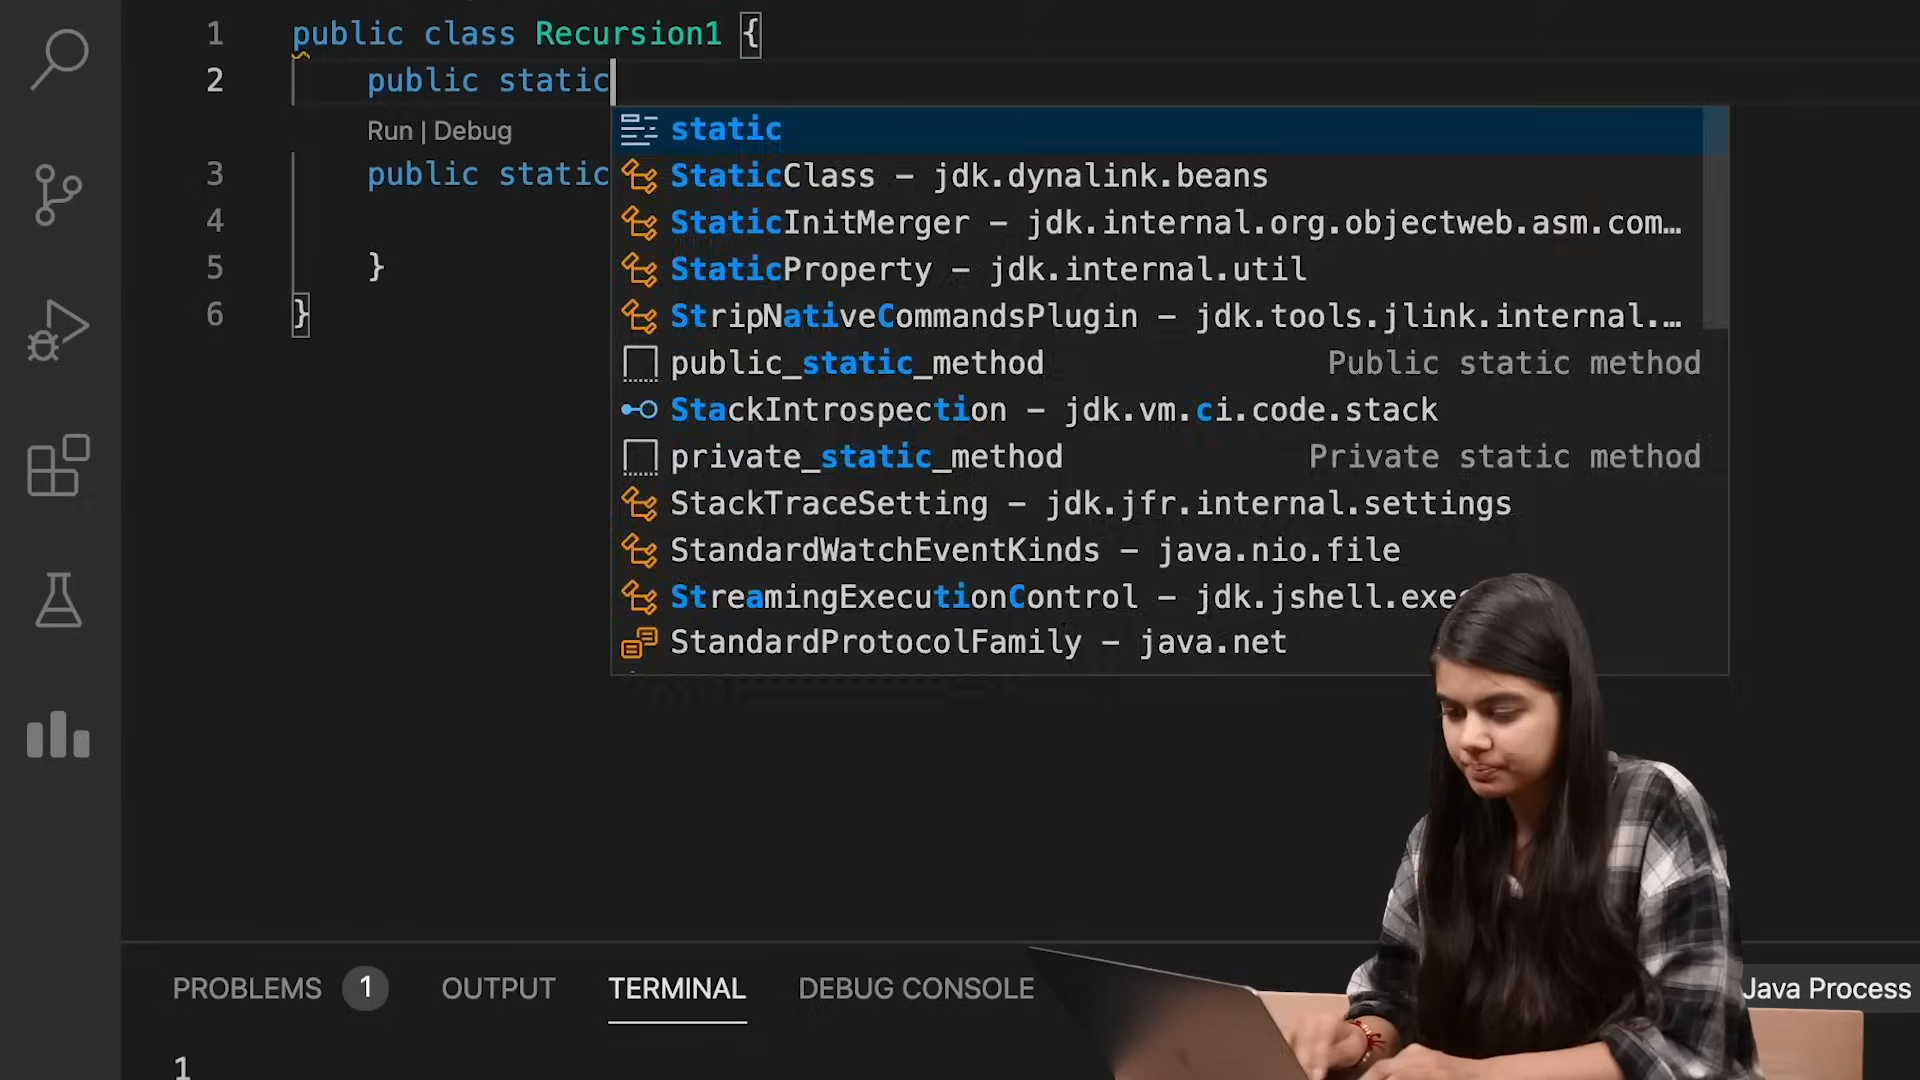 1 public class Recursion1 {
2 public static
Run | Debug
3 public static
4
5 }
6 }
static
StaticClass – jdk.dynalink.beans
StaticInitMerger – jdk.internal.org.objectweb.asm.com…
StaticProperty – jdk.internal.util
StripNativeCommandsPlugin – jdk.tools.jlink.internal.…
public_static_method Public static method
StackIntrospection – jdk.vm.ci.code.stack
private_static_method Private static method
StackTraceSetting – jdk.jfr.internal.settings
StandardWatchEventKinds – java.nio.file
StreamingExecutionControl – jdk.jshell.exec
StandardProtocolFamily – java.net
PROBLEMS 1 OUTPUT TERMINAL DEBUG CONSOLE Java Process
1